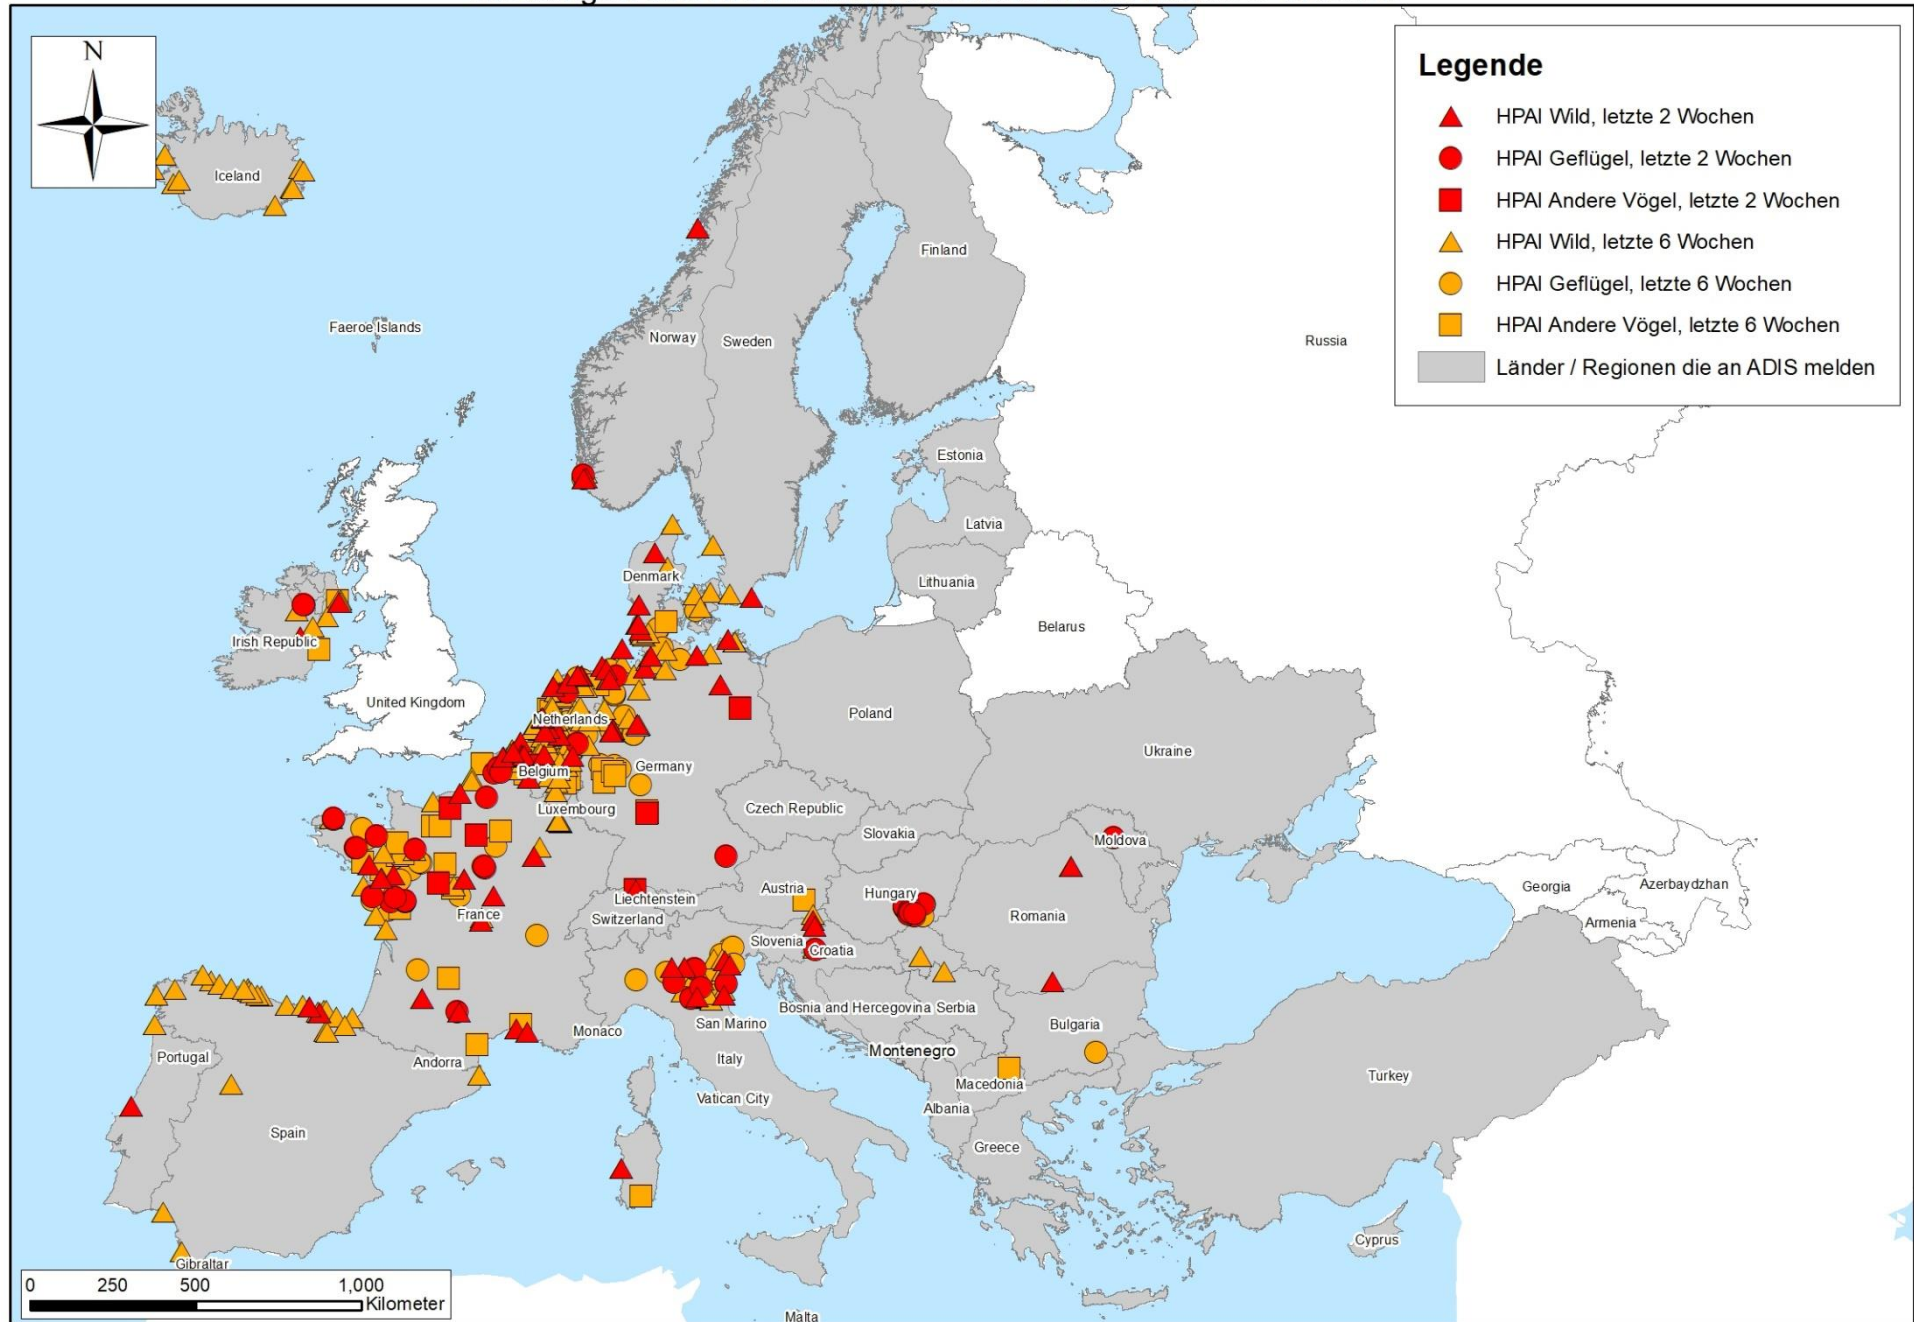 N
Legende
HPAI Wild, letzte 2 Wochen
HPAI Geflügel, letzte 2 Wochen
HPAI Andere Vögel, letzte 2 Wochen
HPAI Wild, letzte 6 Wochen
HPAI Geflügel, letzte 6 Wochen
HPAI Andere Vögel, letzte 6 Wochen
Länder / Regionen die an ADIS melden
Iceland
Finland
Faeroe Islands
Norway
Sweden
Russia
Estonia
Latvia
Denmark
Lithuania
Irish Republic
Belarus
United Kingdom
Netherlands
Poland
Ukraine
Belgium
Germany
Luxembourg
Czech Republic
Slovakia
Moldova
Liechtenstein
Austria
Hungary
Georgia
Azerbaydzhan
France
Switzerland
Romania
Armenia
Slovenia
Croatia
Bosnia and Hercegovina
Serbia
Monaco
San Marino
Bulgaria
Portugal
Andorra
Italy
Montenegro
Macedonia
Turkey
Vatican City
Albania
Spain
Greece
Cyprus
Gibraltar
Malta
0 250 500 1,000
Kilometer